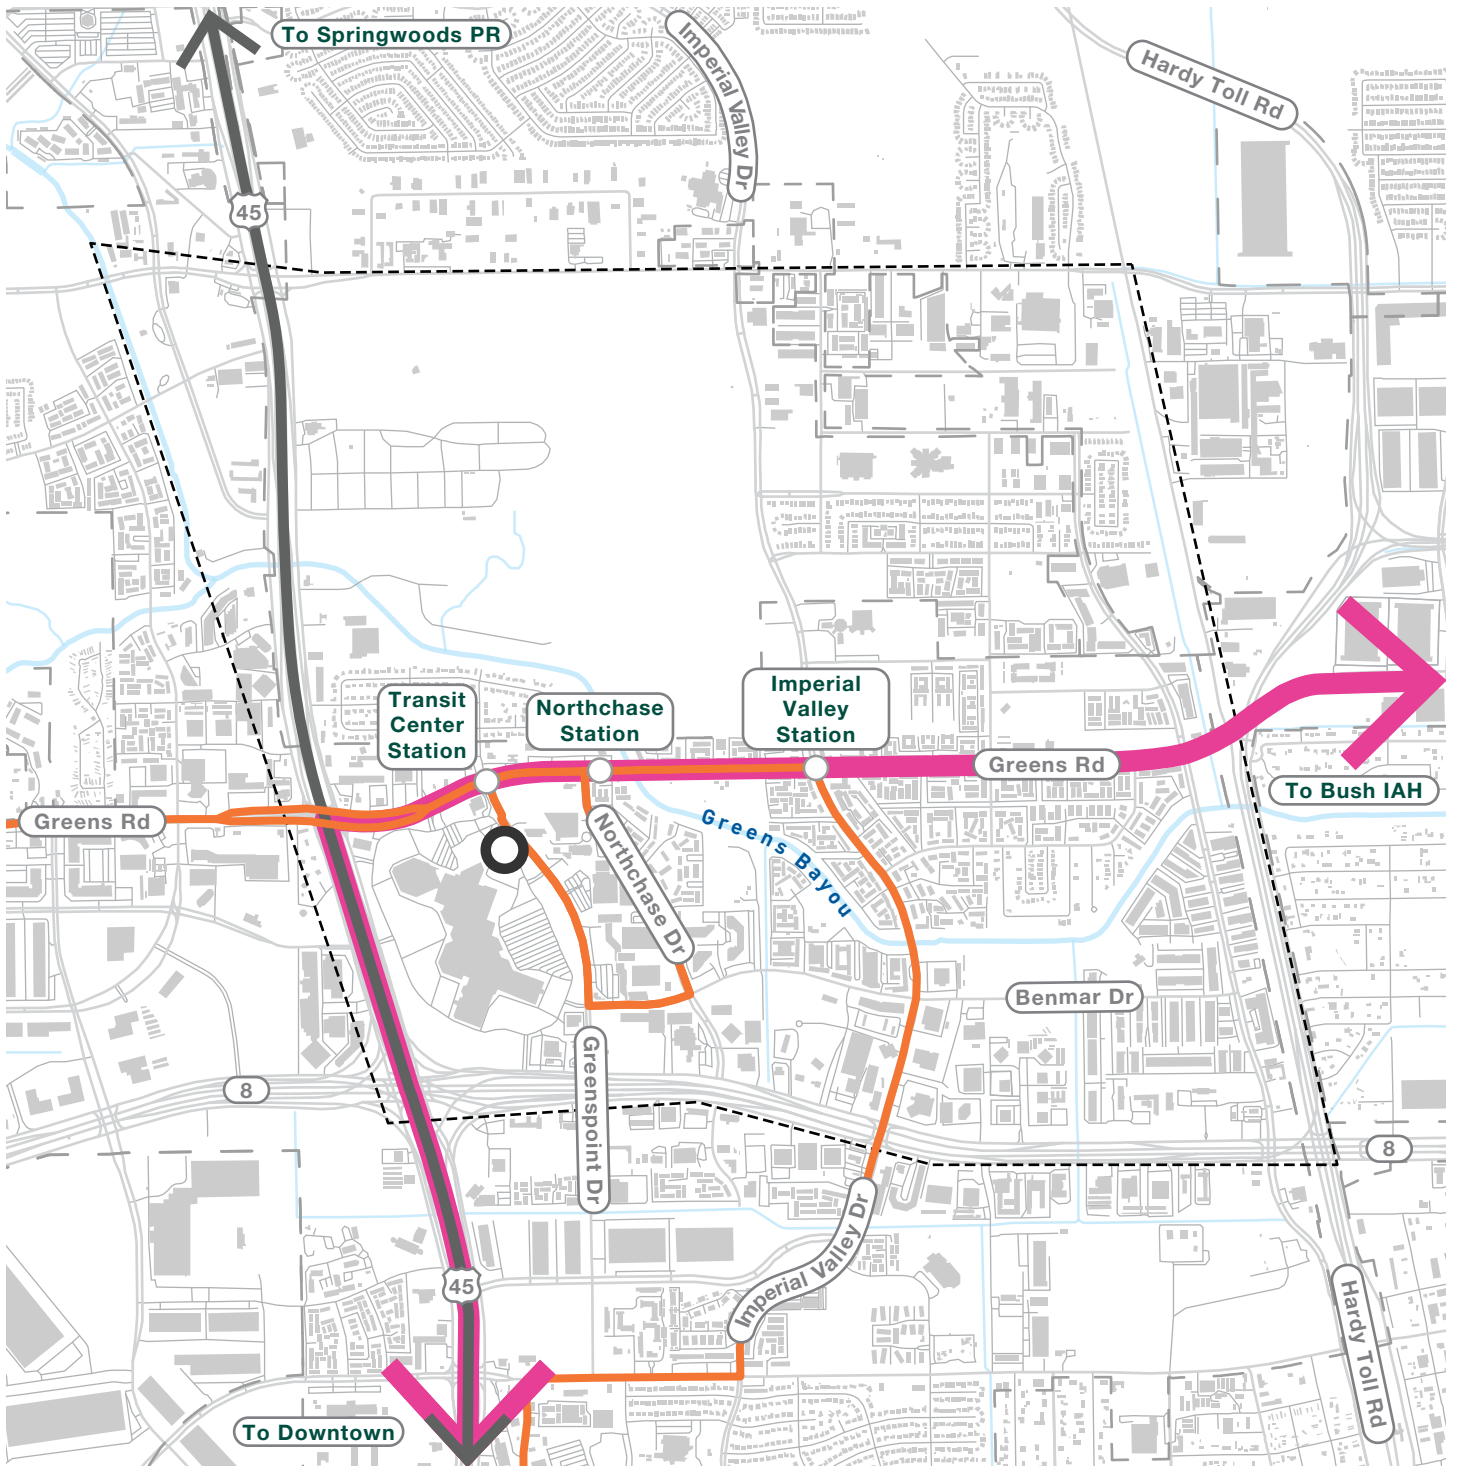 To Springwoods PR
Imperial Valley Dr
Hardy Toll Rd
45
Transit
Center
Station
Northchase
Station
Imperial
Valley
Station
Greens Rd
To Bush IAH
Greens Rd
Greens Bayou
Northchase Dr
Benmar Dr
8
Greenspoint Dr
8
Imperial Valley Dr
45
Hardy Toll Rd
To Downtown